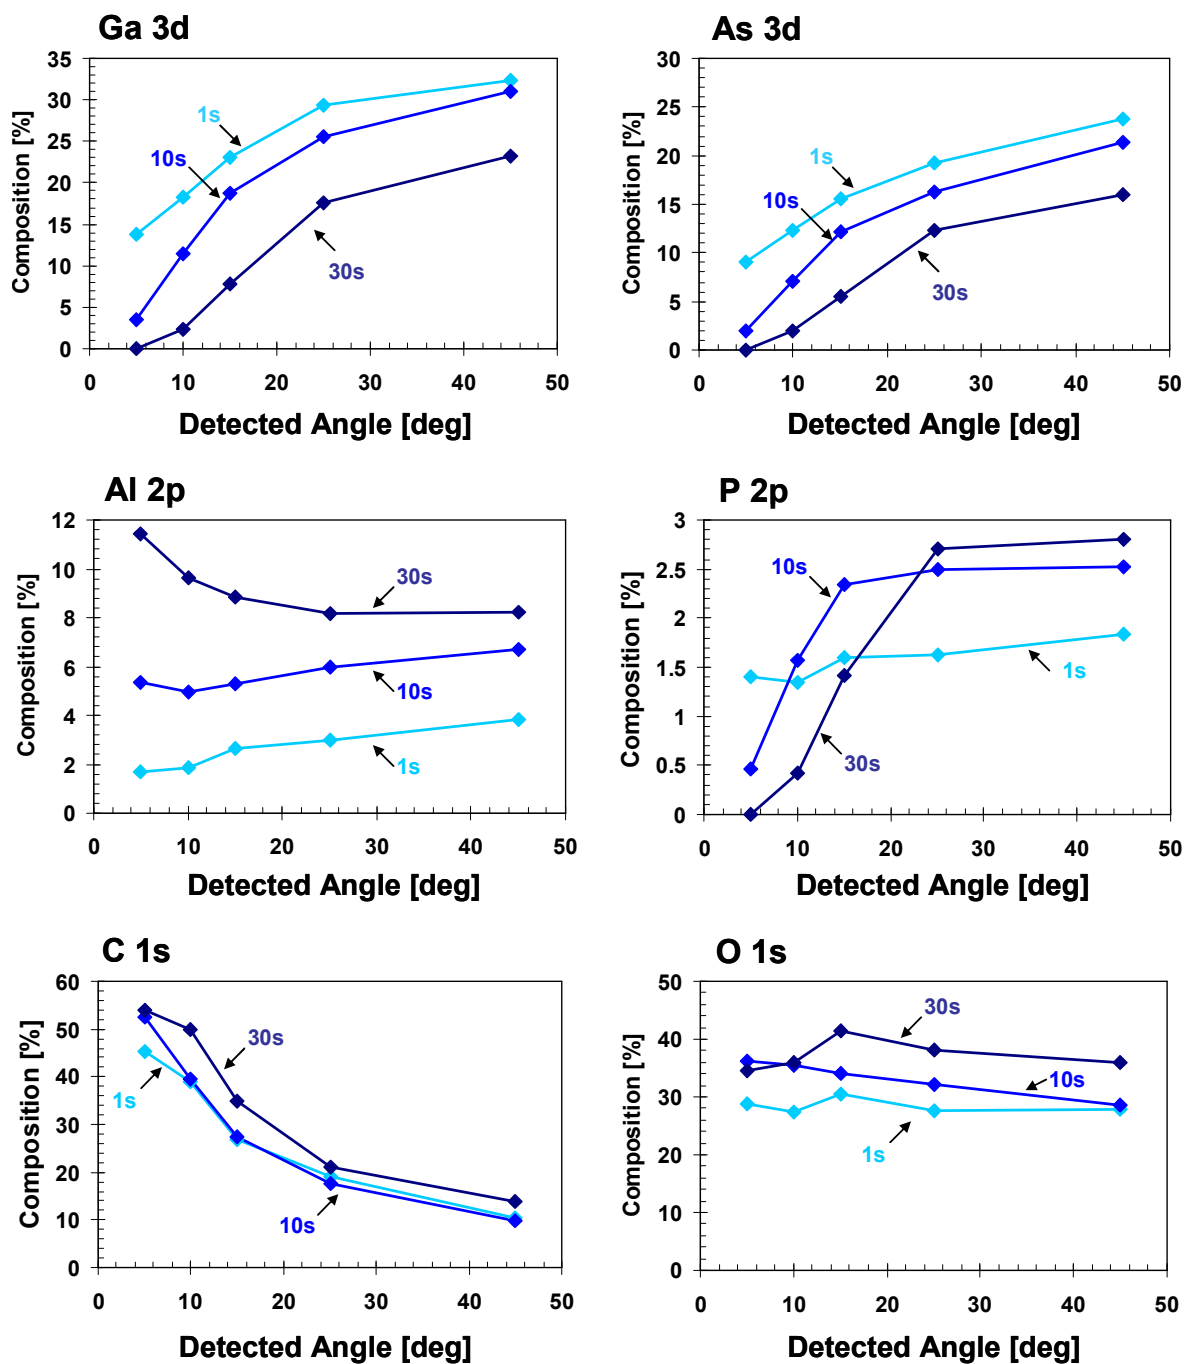 Ga 3d
35
30
25
20
15
10
5
0
Composition [%]
1s
10s
30s
0 10 20 30 40 50
Detected Angle [deg]
As 3d
30
25
20
15
10
5
0
Composition [%]
1s
10s
30s
0 10 20 30 40 50
Detected Angle [deg]
Al 2p
12
10
8
6
4
2
0
Composition [%]
30s
10s
1s
0 10 20 30 40 50
Detected Angle [deg]
P 2p
3
2.5
2
1.5
1
0.5
0
Composition [%]
10s
1s
30s
0 10 20 30 40 50
Detected Angle [deg]
C 1s
60
50
40
30
20
10
0
Composition [%]
30s
1s
10s
0 10 20 30 40 50
Detected Angle [deg]
O 1s
50
40
30
20
10
0
Composition [%]
30s
10s
1s
0 10 20 30 40 50
Detected Angle [deg]